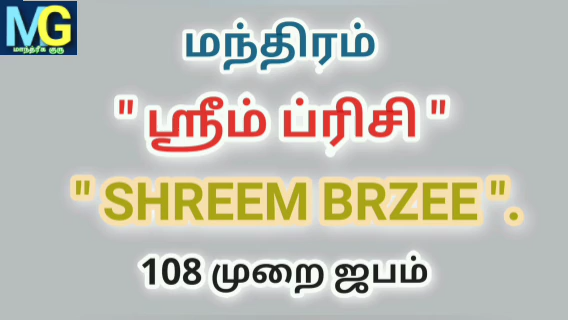 MG
மாந்த்ரீக குரு
மந்திரம்
" ஸ்ரீம் ப்ரிசி "
" SHREEM BRZEE ".
108 முறை ஜபம்